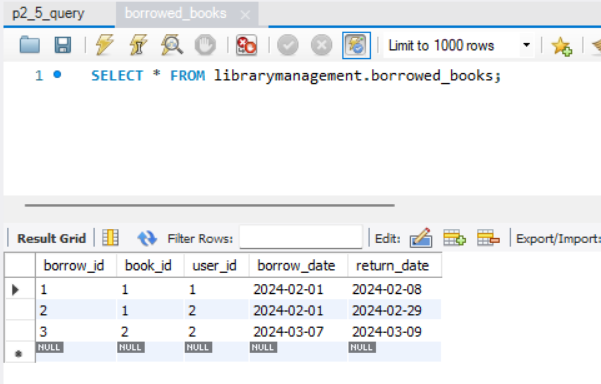 p2_5_query borrowed_books
Limit to 1000 rows
1 SELECT * FROM librarymanagement.borrowed_books;
Result Grid Filter Rows: Edit: Export/Import:
borrow_id book_id user_id borrow_date return_date
1 1 1 2024-02-01 2024-02-08
2 1 2 2024-02-01 2024-02-29
3 2 2 2024-03-07 2024-03-09
NULL NULL NULL NULL NULL